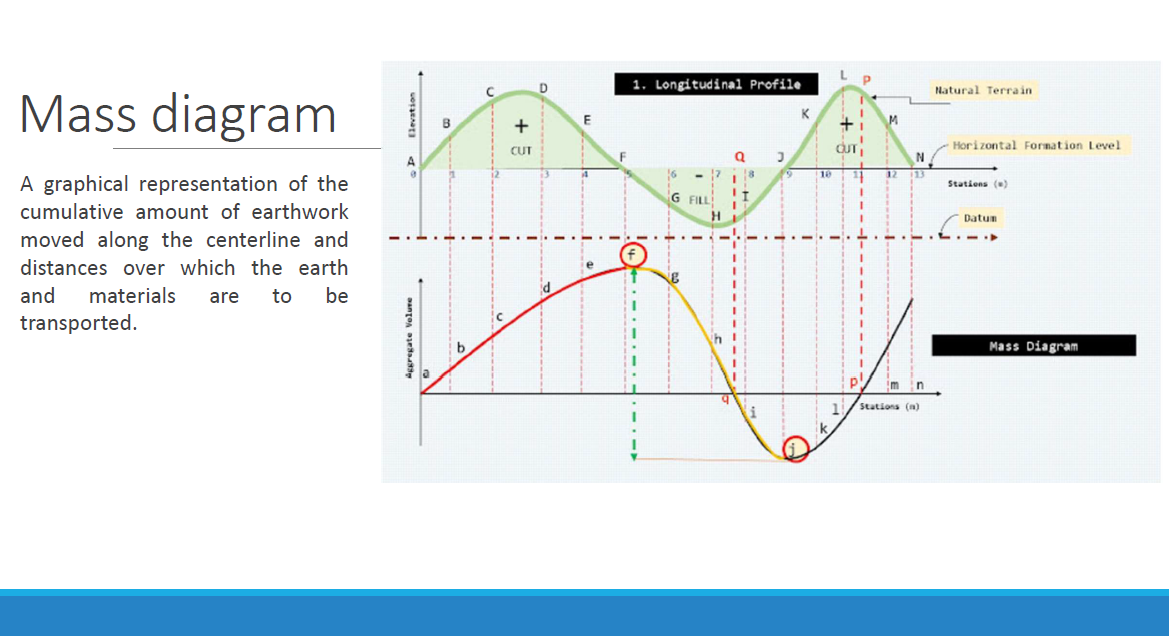 Mass diagram
A graphical representation of the
cumulative amount of earthwork
moved along the centerline and
distances over which the earth
and materials are to be
transported.
1. Longitudinal Profile
Elevation
A B C D E F G H I J K L M N
P
Q
+
CUT
-
FILL
+
CUT
Natural Terrain
Horizontal Formation Level
0 1 2 3 4 5 6 7 8 9 10 11 12 13
Stations (m)
Datum
Aggregate Volume
a b c d e f g h i j k l m n
q
p
Stations (m)
Mass Diagram